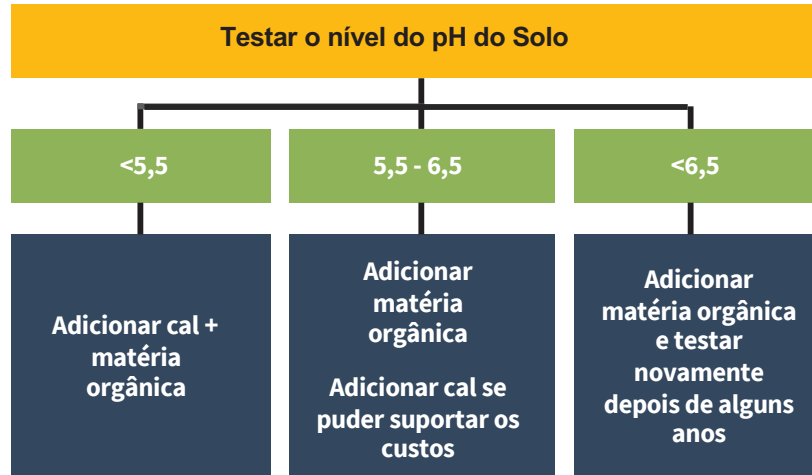 Testar o nível do pH do Solo
<5,5
5,5 - 6,5
<6,5
Adicionar cal +
matéria
orgânica
Adicionar
matéria
orgânica
Adicionar cal se
puder suportar os
custos
Adicionar
matéria orgânica
e testar
novamente
depois de alguns
anos